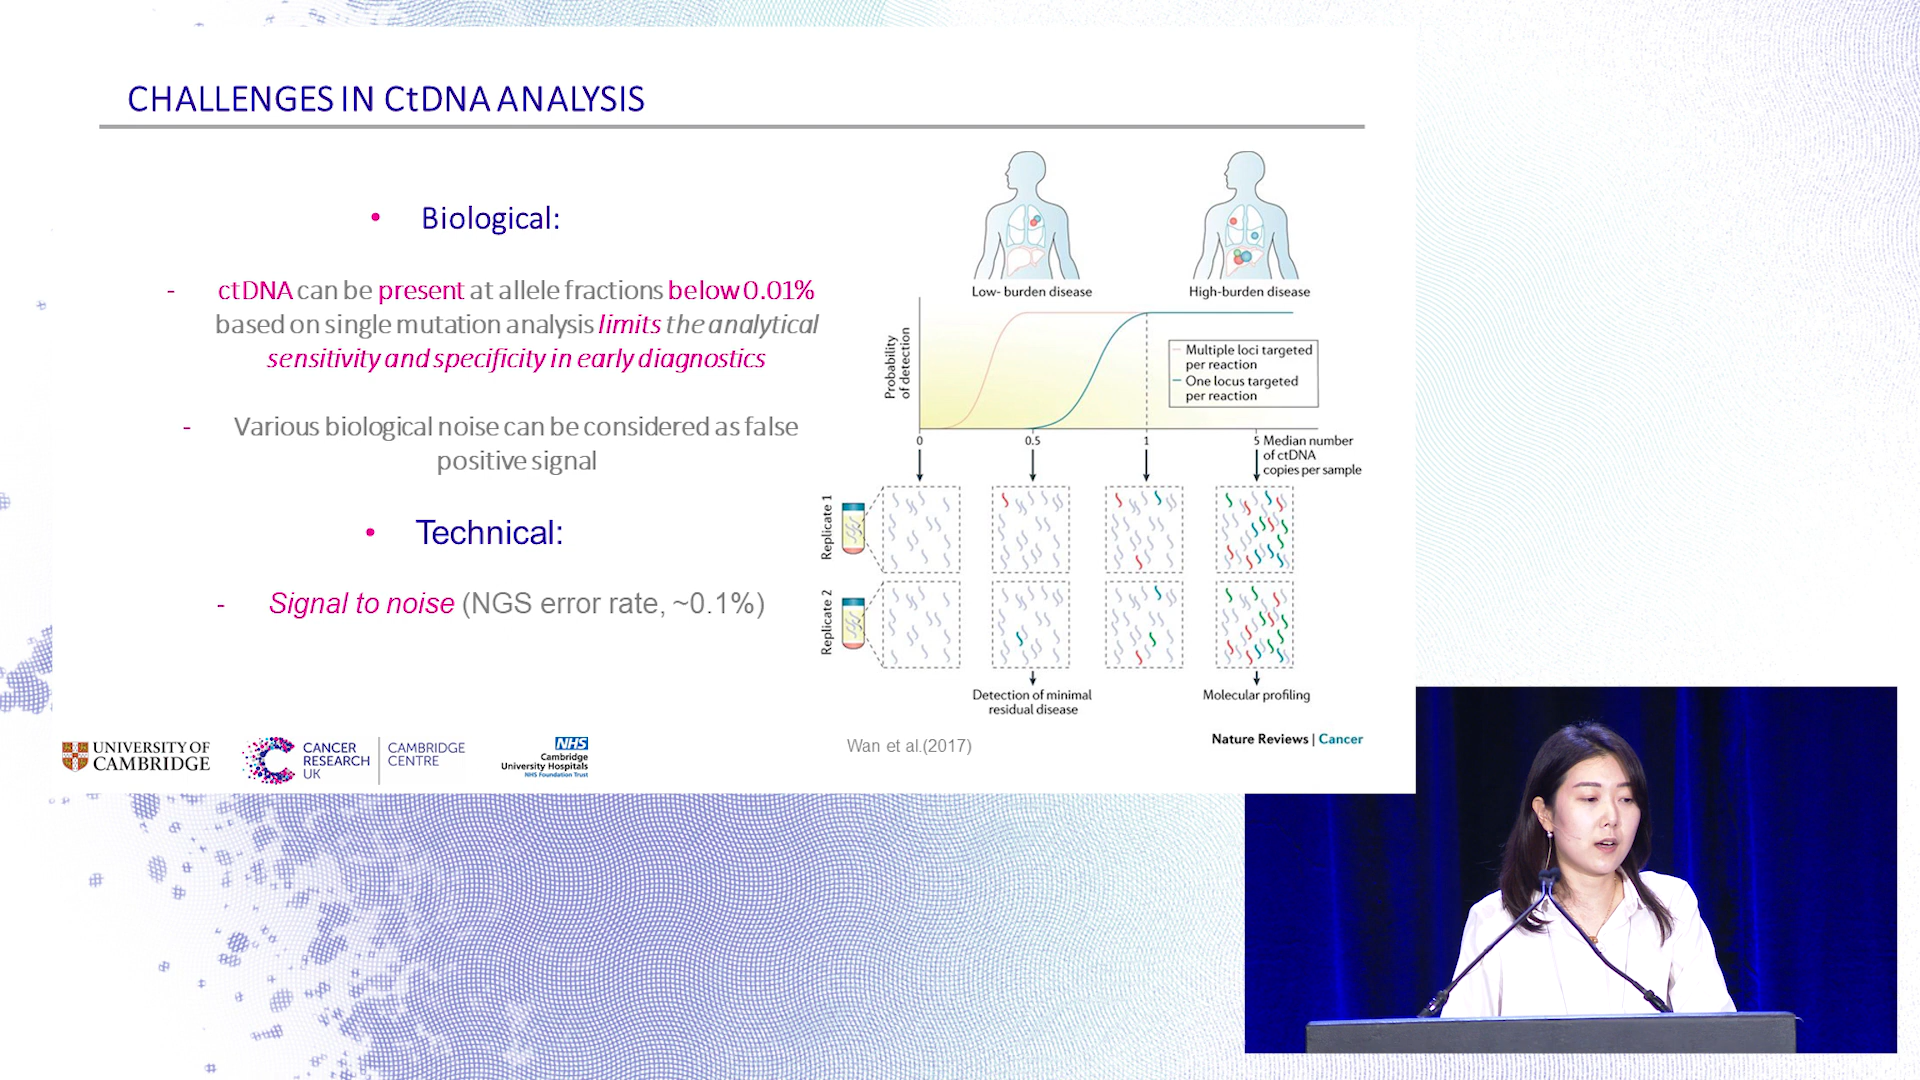 CHALLENGES IN CtDNA ANALYSIS
• Biological:
- ctDNA can be present at allele fractions below 0.01%
based on single mutation analysis limits the analytical
sensitivity and specificity in early diagnostics
- Various biological noise can be considered as false
positive signal
• Technical:
- Signal to noise (NGS error rate, ~0.1%)
Low- burden disease
High-burden disease
Probability
of detection
Multiple loci targeted
per reaction
One locus targeted
per reaction
0
0.5
1
5
Median number
of ctDNA
copies per sample
Replicate 1
Replicate 2
Detection of minimal
residual disease
Molecular profiling
Wan et al.(2017)
Nature Reviews | Cancer
UNIVERSITY OF
CAMBRIDGE
CANCER
RESEARCH
UK
CAMBRIDGE
CENTRE
NHS
Cambridge
University Hospitals
NHS Foundation Trust